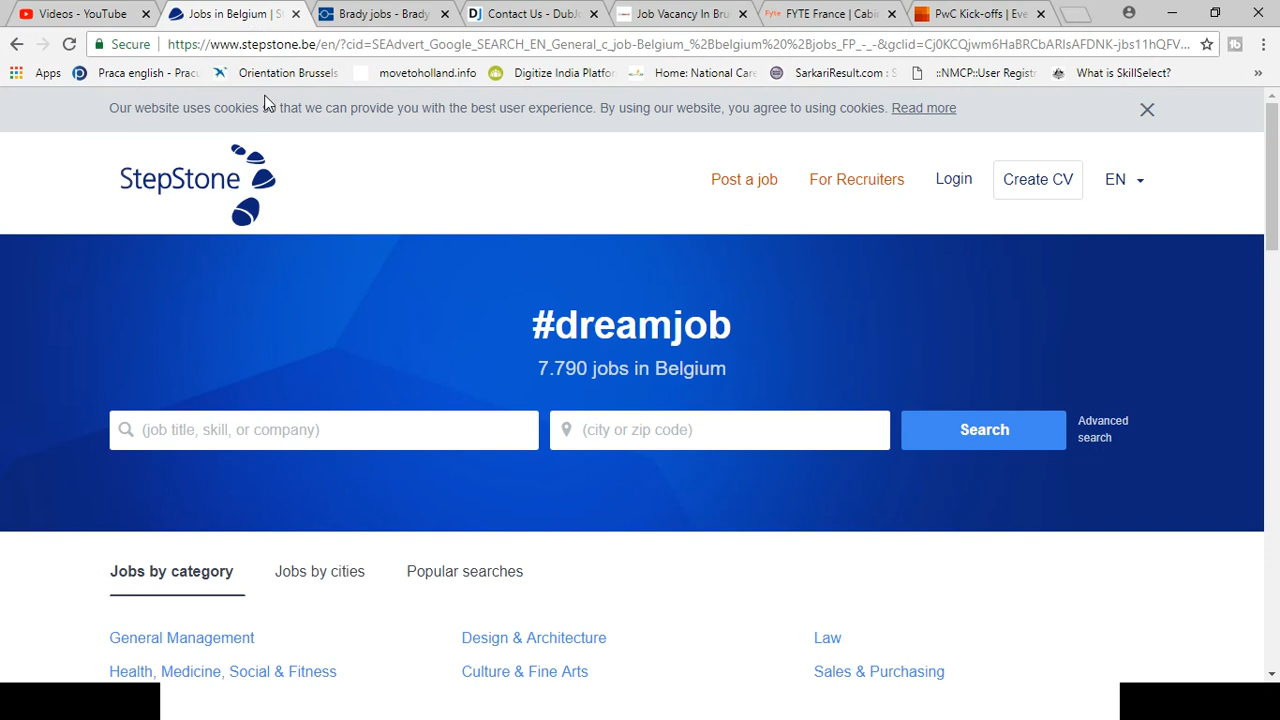 Videos - YouTube
Jobs in Belgium | S
Brady jobs - Brady
Contact Us - DubJ
Job Vacancy In Bru
FYTE France | Cabi
PwC Kick-offs | Eve
Secure
https://www.stepstone.be/en/?cid=SEAdvert_Google_SEARCH_EN_General_c_job-Belgium_%2Bbelgium%20%2Bjobs_FP_-_-&gclid=Cj0KCQjwm6HaBRCbARIsAFDNK-jbs11hQFV...
Apps
Praca english - Prac
Orientation Brussels
movetoholland.info
Digitize India Platfor
Home: National Care
SarkariResult.com : S
::NMCP::User Registr
What is SkillSelect?
»
Our website uses cookies so that we can provide you with the best user experience. By using our website, you agree to using cookies. Read more
StepStone
Post a job
For Recruiters
Login
Create CV
EN
#dreamjob
7.790 jobs in Belgium
(job title, skill, or company)
(city or zip code)
Search
Advanced search
Jobs by category
Jobs by cities
Popular searches
General Management
Design & Architecture
Law
Health, Medicine, Social & Fitness
Culture & Fine Arts
Sales & Purchasing